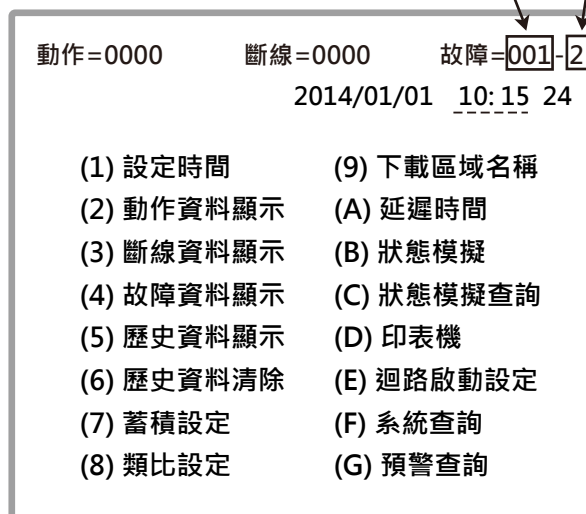 動作=0000 斷線=0000 故障=001-2
2014/01/01 10:15 24
(1) 設定時間 (9) 下載區域名稱
(2) 動作資料顯示 (A) 延遲時間
(3) 斷線資料顯示 (B) 狀態模擬
(4) 故障資料顯示 (C) 狀態模擬查詢
(5) 歷史資料顯示 (D) 印表機
(6) 歷史資料清除 (E) 迴路啟動設定
(7) 蓄積設定 (F) 系統查詢
(8) 類比設定 (G) 預警查詢